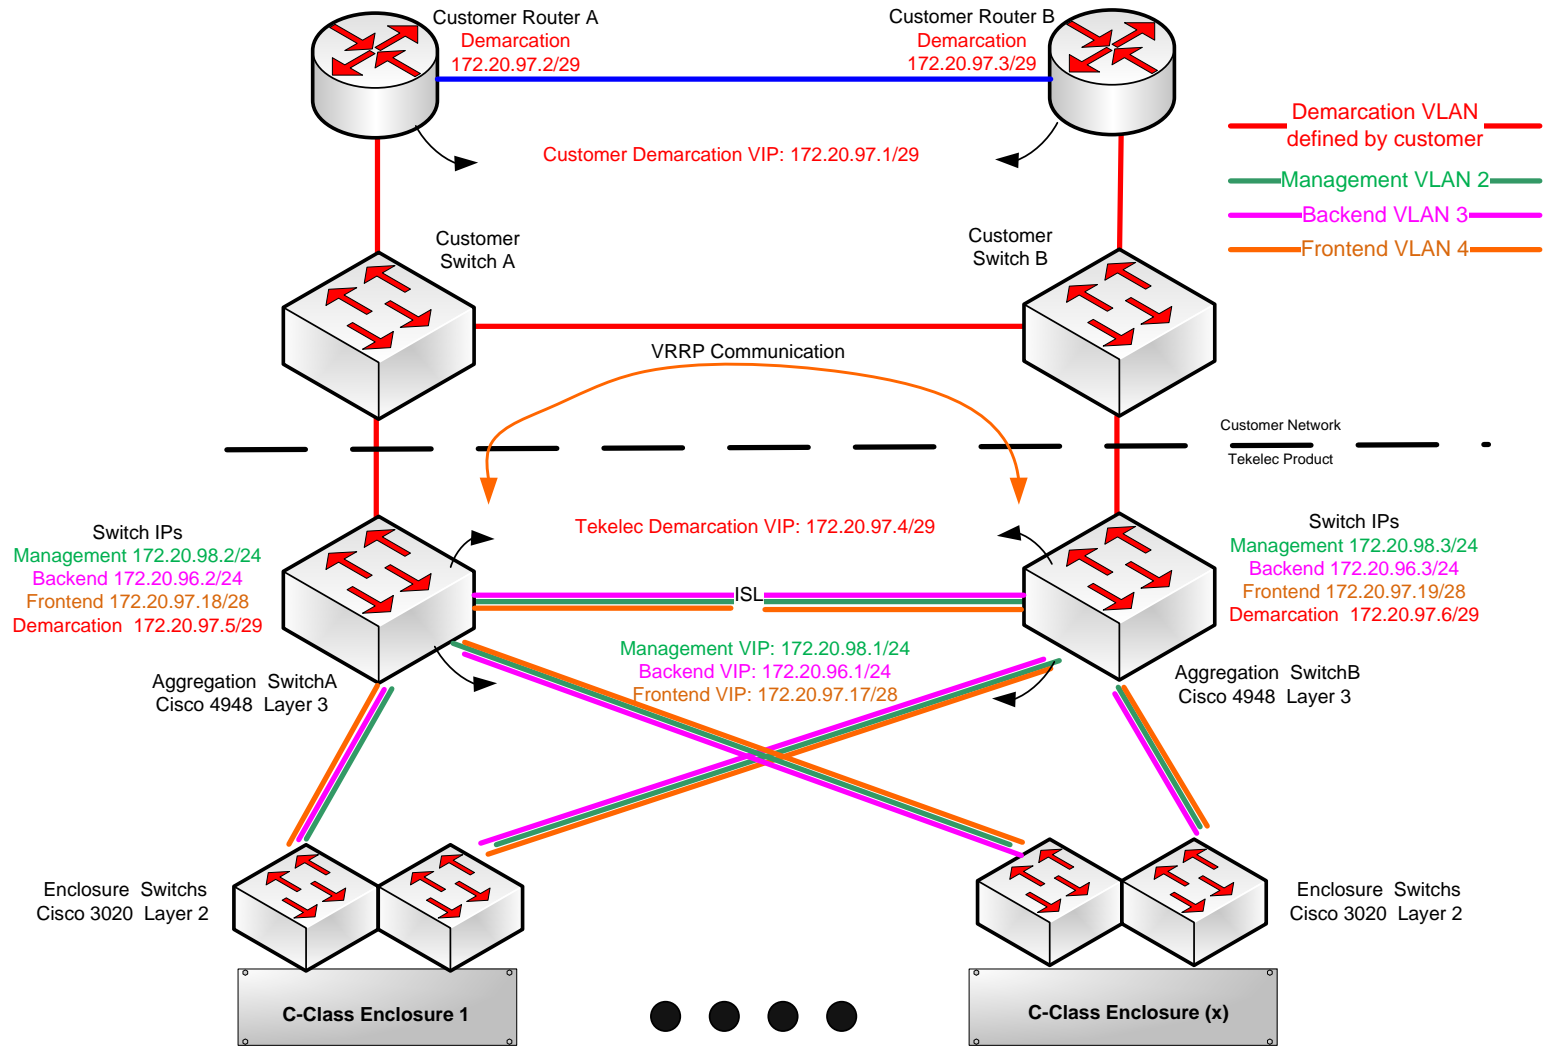 Customer Router A
Demarcation
172.20.97.2/29
Customer Router B
Demarcation
172.20.97.3/29
Demarcation VLAN
defined by customer
Management VLAN 2
Backend VLAN 3
Frontend VLAN 4
Customer Demarcation VIP: 172.20.97.1/29
Customer
Switch A
Customer
Switch B
VRRP Communication
Customer Network
Tekelec Product
Tekelec Demarcation VIP: 172.20.97.4/29
Switch IPs
Management 172.20.98.2/24
Backend 172.20.96.2/24
Frontend 172.20.97.18/28
Demarcation 172.20.97.5/29
Switch IPs
Management 172.20.98.3/24
Backend 172.20.96.3/24
Frontend 172.20.97.19/28
Demarcation 172.20.97.6/29
ISL
Management VIP: 172.20.98.1/24
Backend VIP: 172.20.96.1/24
Frontend VIP: 172.20.97.17/28
Aggregation SwitchA
Cisco 4948 Layer 3
Aggregation SwitchB
Cisco 4948 Layer 3
Enclosure Switchs
Cisco 3020 Layer 2
Enclosure Switchs
Cisco 3020 Layer 2
C-Class Enclosure 1
C-Class Enclosure (x)